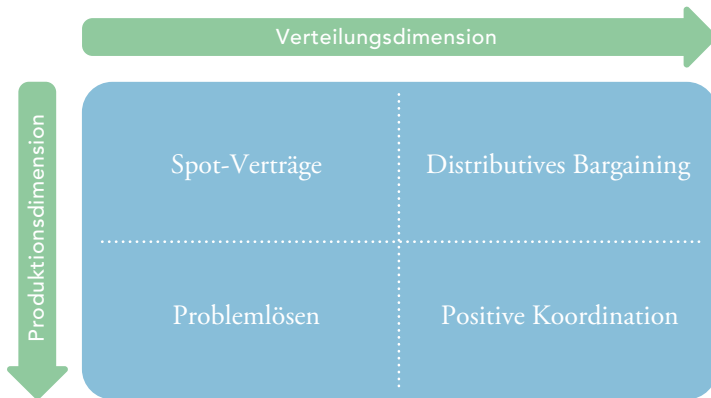 Verteilungsdimension
Produktionsdimension
Spot-Verträge
Distributives Bargaining
Problemlösen
Positive Koordination